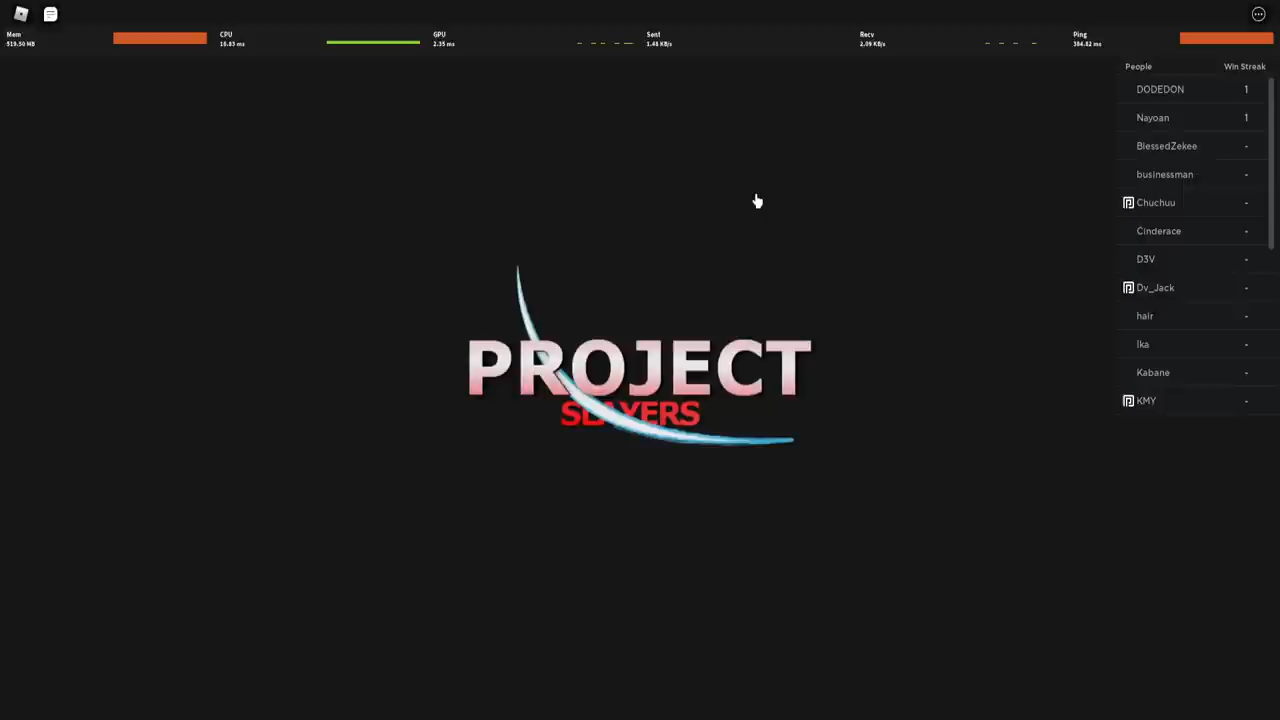 Mem
519.50 MB
CPU
16.83 ms
GPU
2.35 ms
Sent
1.48 KB/s
Recv
2.09 KB/s
Ping
384.82 ms
People Win Streak
DODEDON 1
Nayoan 1
BlessedZekee -
businessman -
Chuchuu -
Cinderace -
D3V -
Dv_Jack -
hair -
Ika -
Kabane -
KMY -
PROJECT
SLAYERS